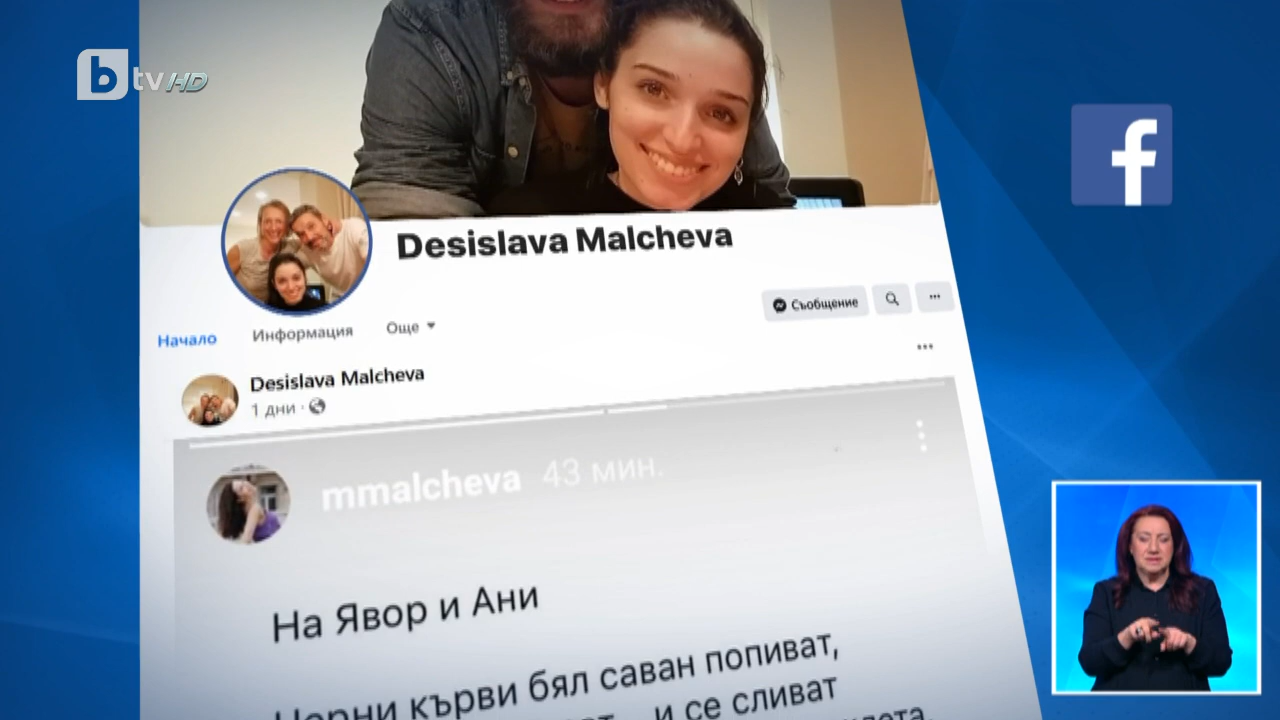 btv HD
f
Desislava Malcheva
Съобщение
Начало Информация Още
Desislava Malcheva
1 дни
mmalcheva 43 мин.
На Явор и Ани
Черни кърви бял саван попиват,
и се сливат